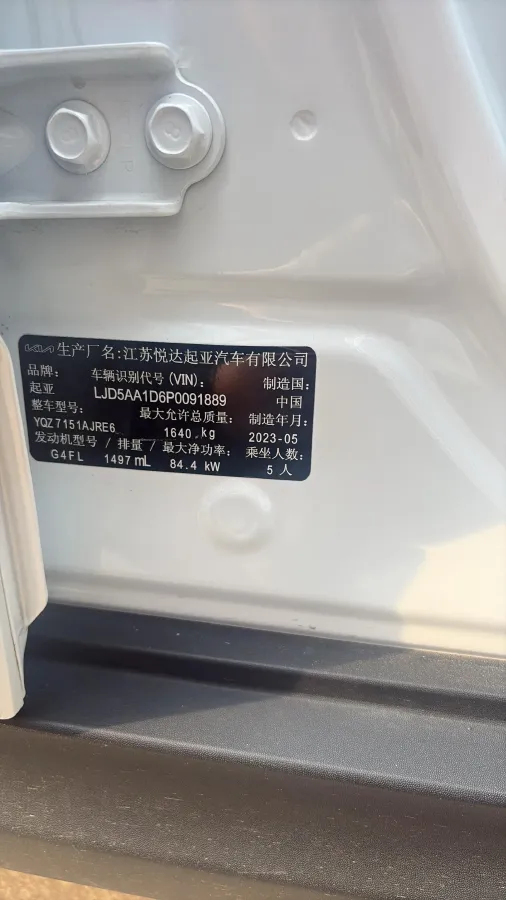 KIA 生产厂名:江苏悦达起亚汽车有限公司
品牌: 车辆识别代号(VIN): 制造国:
起亚 LJD5AA1D6P0091889 中国
整车型号: 最大允许总质量: 制造年月:
YQZ7151AJRE6 1640 kg 2023-05
发动机型号/排量/最大净功率: 乘坐人数:
G4FL 1497 mL 84.4 kW 5人